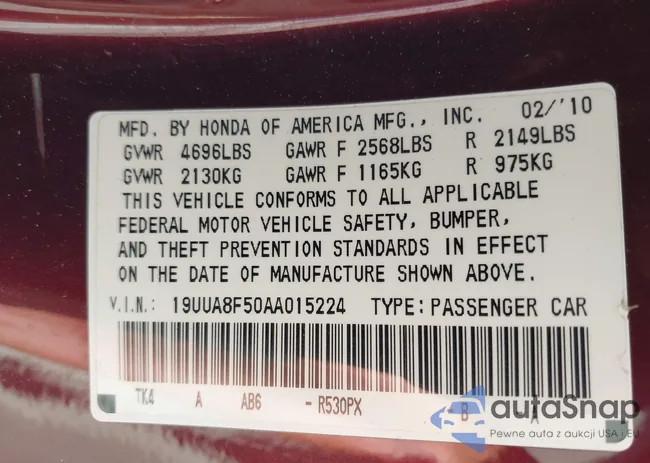 MFD. BY HONDA OF AMERICA MFG., INC. 02/'10
GVWR 4696LBS GAWR F 2568LBS R 2149LBS
GVWR 2130KG GAWR F 1165KG R 975KG
THIS VEHICLE CONFORMS TO ALL APPLICABLE
FEDERAL MOTOR VEHICLE SAFETY, BUMPER,
AND THEFT PREVENTION STANDARDS IN EFFECT
ON THE DATE OF MANUFACTURE SHOWN ABOVE.
V.I.N.: 19UUA8F50AA015224 TYPE: PASSENGER CAR
TK4 A AB6 - R530PX - B A
autoSnap
Pewne auta z aukcji USA i EU